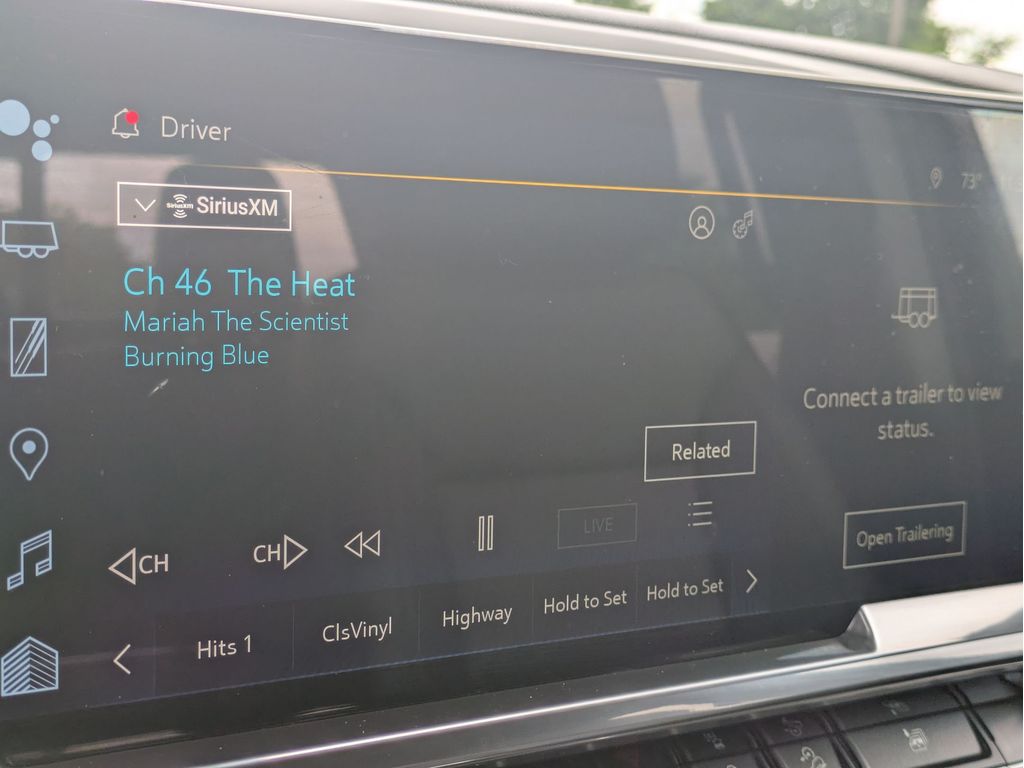 Driver
73°
SiriusXM SiriusXM
Ch 46 The Heat
Mariah The Scientist
Burning Blue
Connect a trailer to view
status.
Related
Open Trailering
CH
CH
LIVE
Hits 1
ClsVinyl
Highway
Hold to Set
Hold to Set